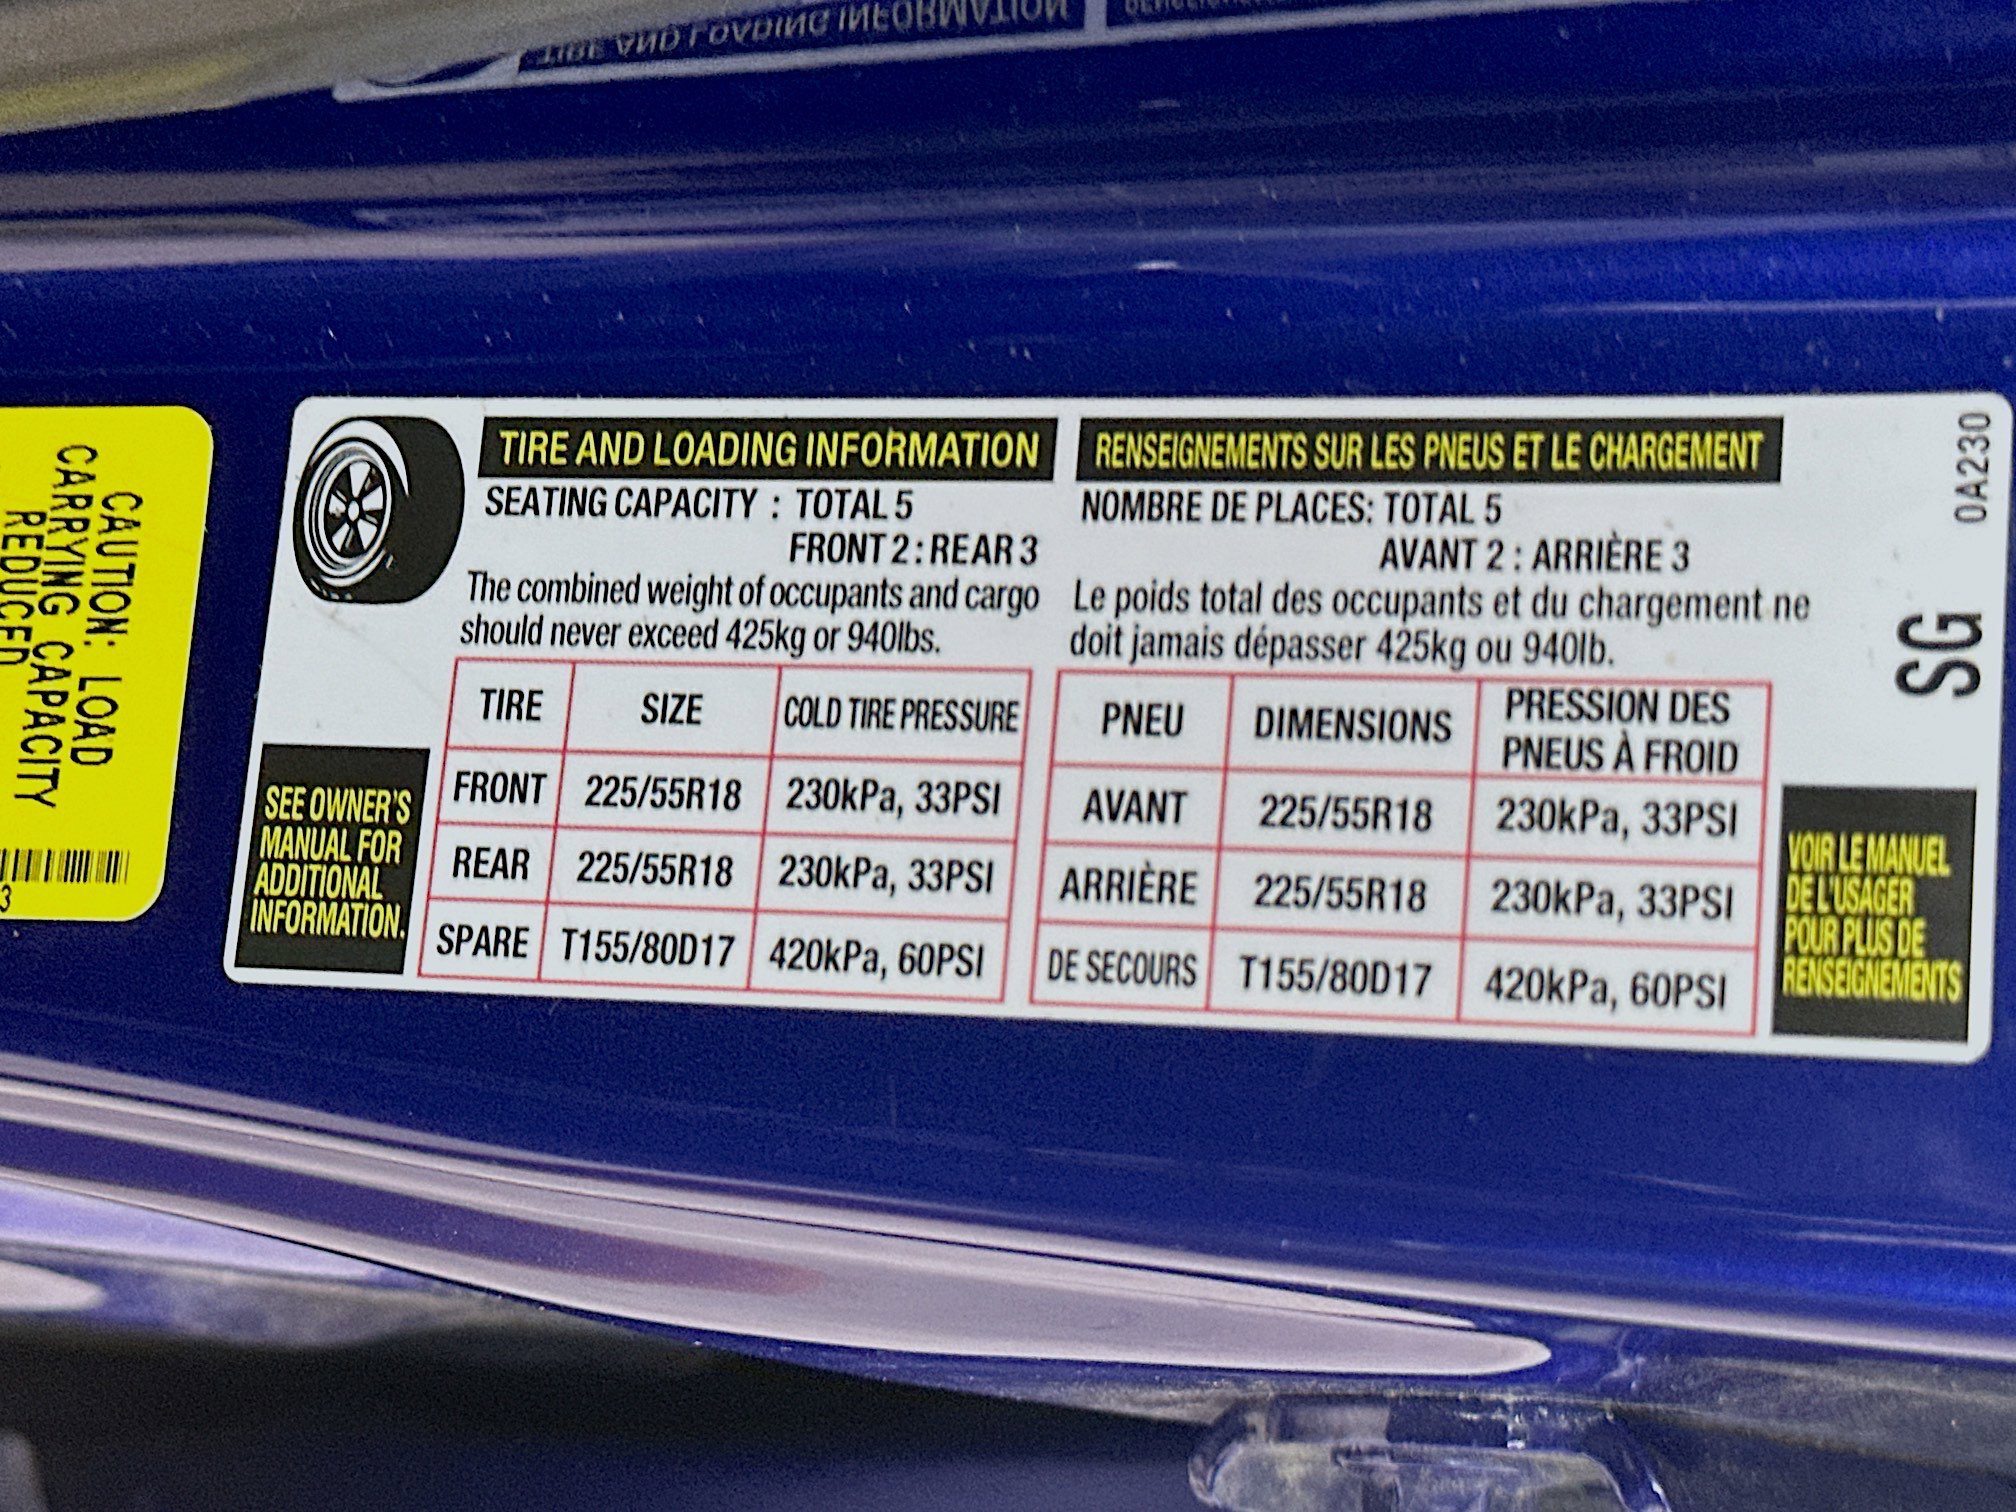 TIRE AND LOADING INFORMATION
CAUTION: LOAD
CARRYING CAPACITY
REDUCED
3
TIRE AND LOADING INFORMATION
SEATING CAPACITY : TOTAL 5
FRONT 2 : REAR 3
The combined weight of occupants and cargo
should never exceed 425kg or 940lbs.
TIRE SIZE COLD TIRE PRESSURE
FRONT 225/55R18 230kPa, 33PSI
REAR 225/55R18 230kPa, 33PSI
SPARE T155/80D17 420kPa, 60PSI
SEE OWNER'S
MANUAL FOR
ADDITIONAL
INFORMATION.
RENSEIGNEMENTS SUR LES PNEUS ET LE CHARGEMENT
NOMBRE DE PLACES: TOTAL 5
AVANT 2 : ARRIÈRE 3
Le poids total des occupants et du chargement ne
doit jamais dépasser 425kg ou 940lb.
PNEU DIMENSIONS PRESSION DES
PNEUS À FROID
AVANT 225/55R18 230kPa, 33PSI
ARRIÈRE 225/55R18 230kPa, 33PSI
DE SECOURS T155/80D17 420kPa, 60PSI
VOIR LE MANUEL
DE L'USAGER
POUR PLUS DE
RENSEIGNEMENTS
0A230
SG